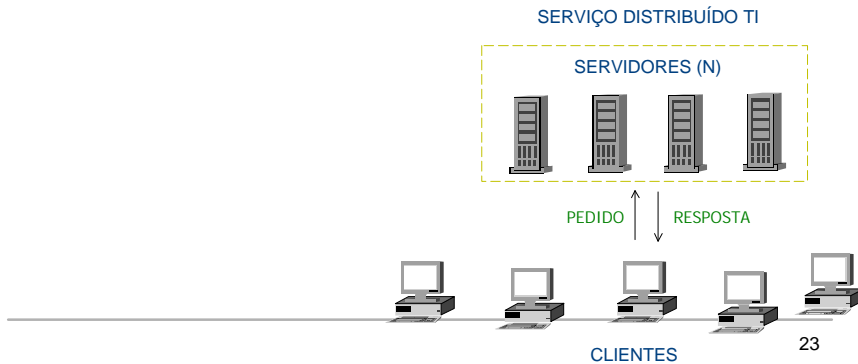 SERVIÇO DISTRIBUÍDO TI
SERVIDORES (N)
PEDIDO
RESPOSTA
CLIENTES
23